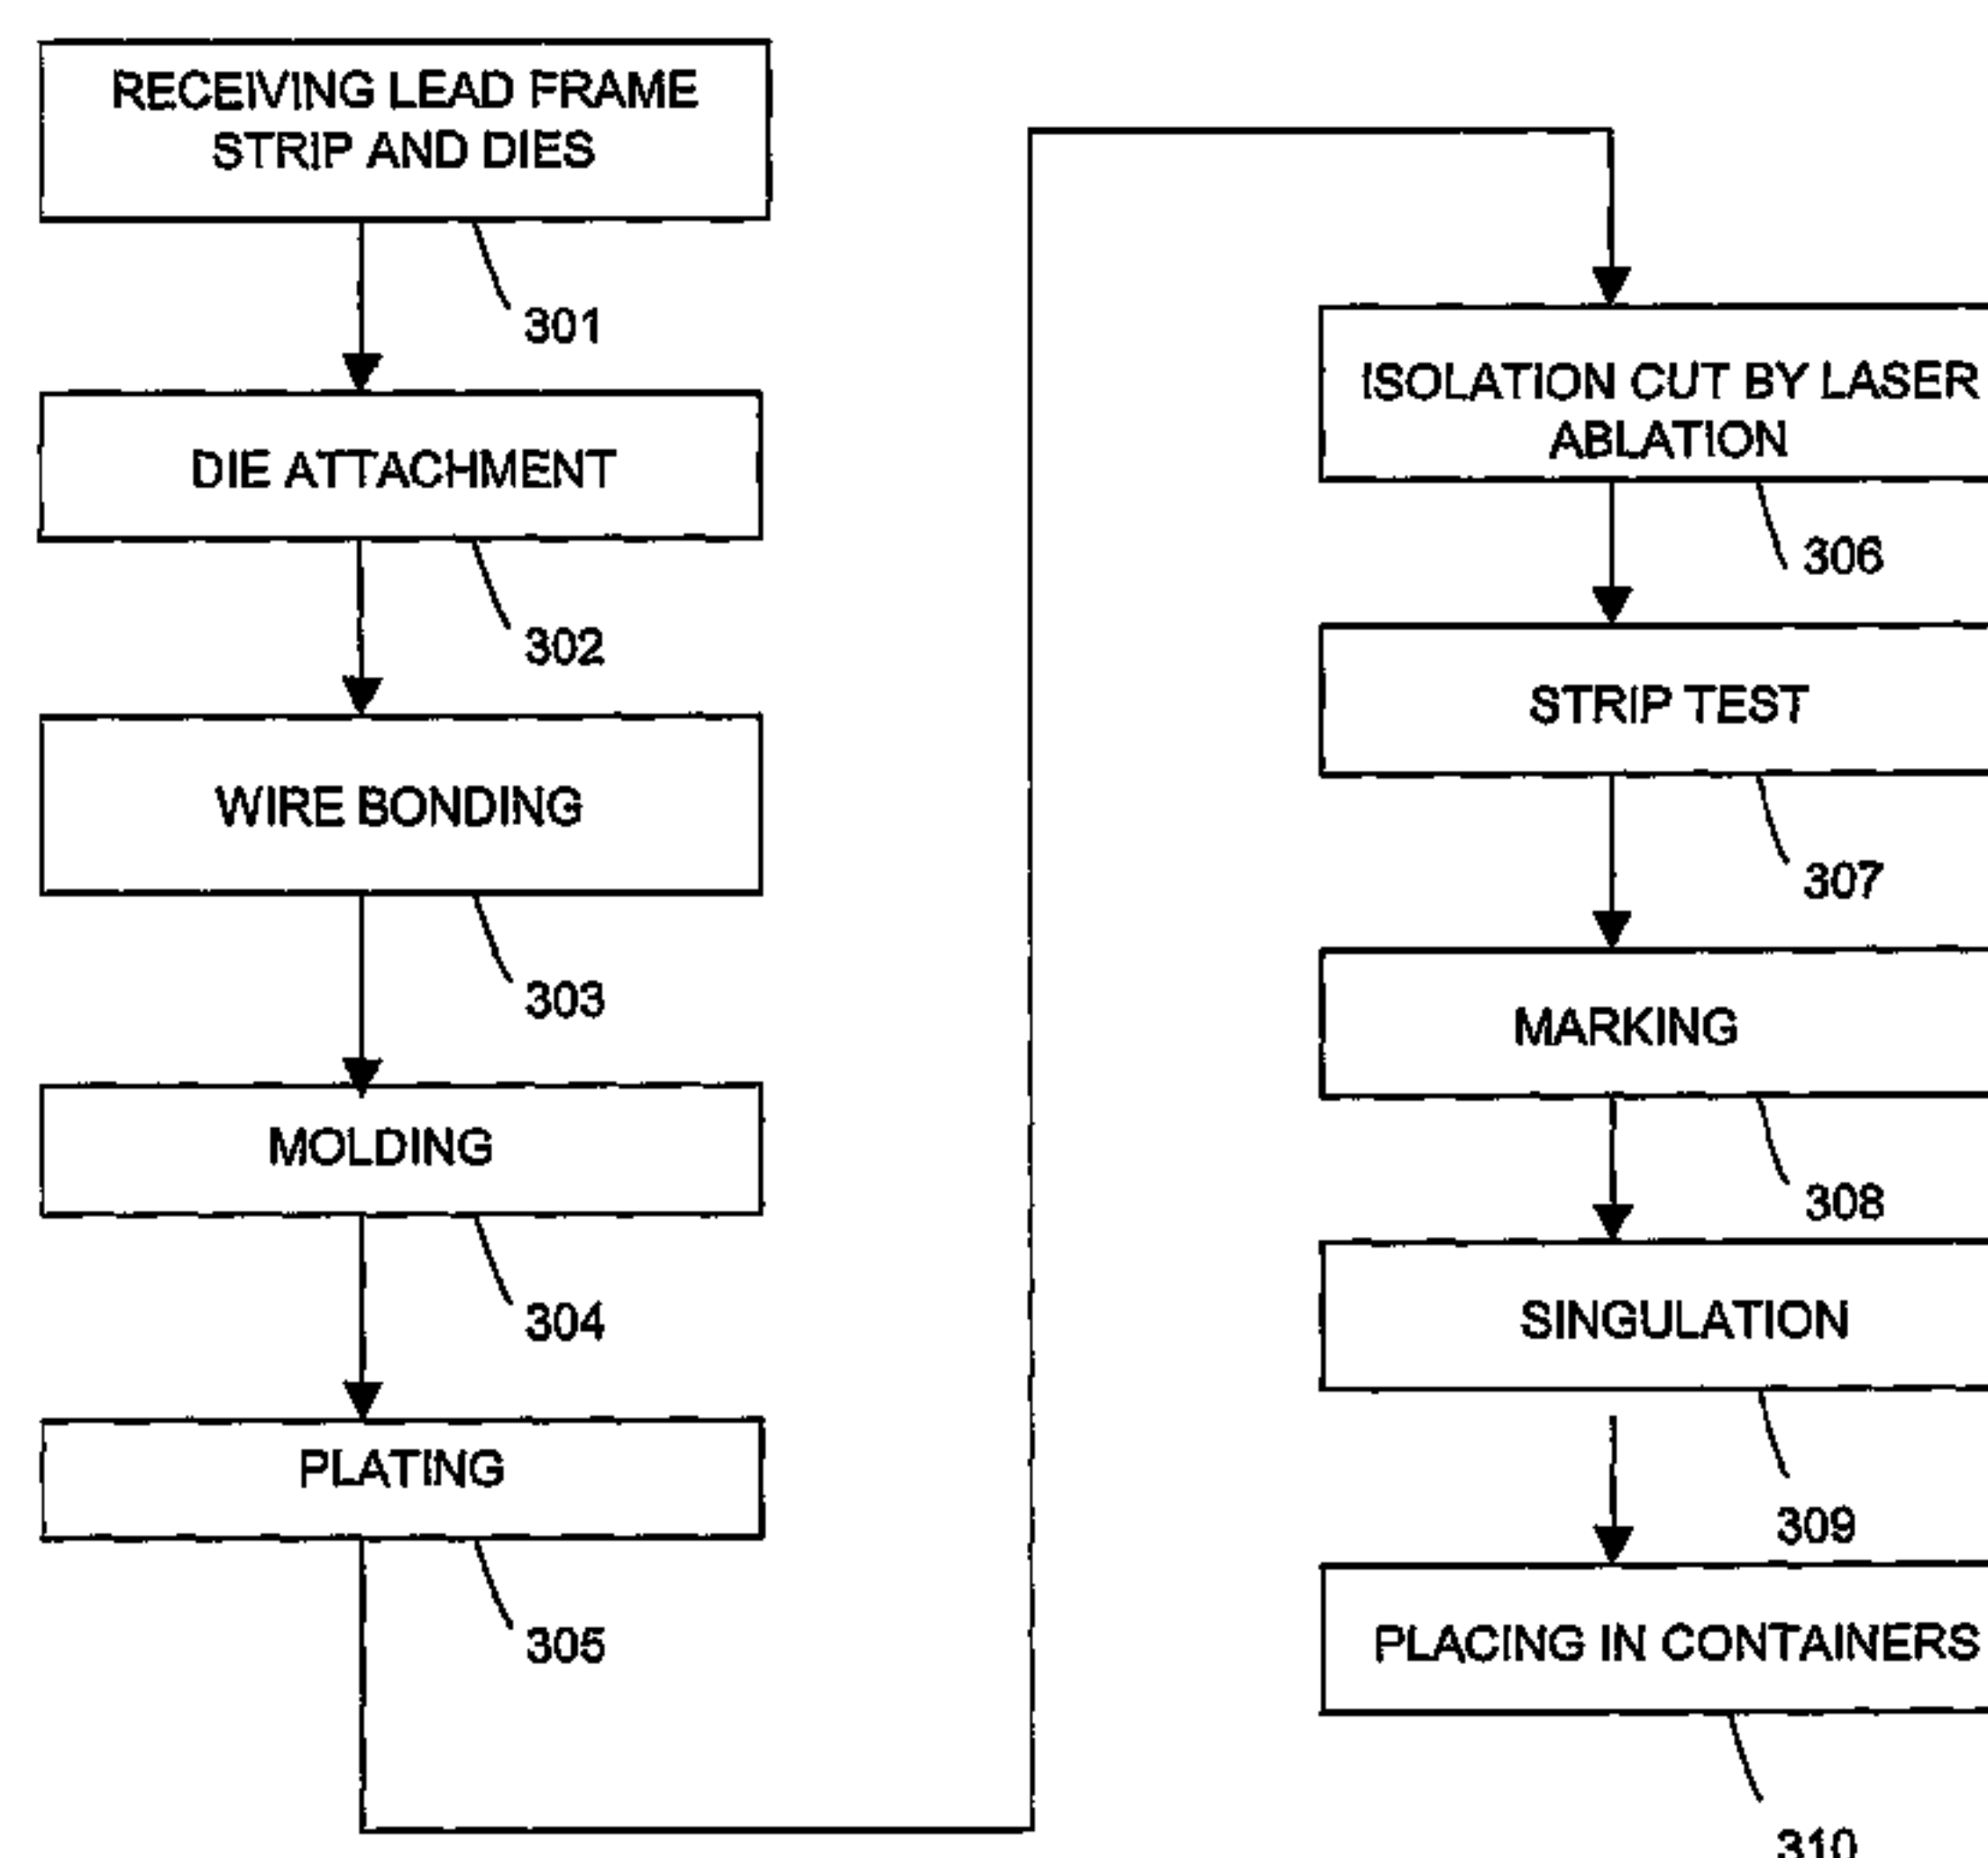 RECEIVING LEAD FRAME
STRIP AND DIES
301
DIE ATTACHMENT
302
WIRE BONDING
303
MOLDING
304
PLATING
305
ISOLATION CUT BY LASER
ABLATION
306
STRIP TEST
307
MARKING
308
SINGULATION
309
PLACING IN CONTAINERS
310